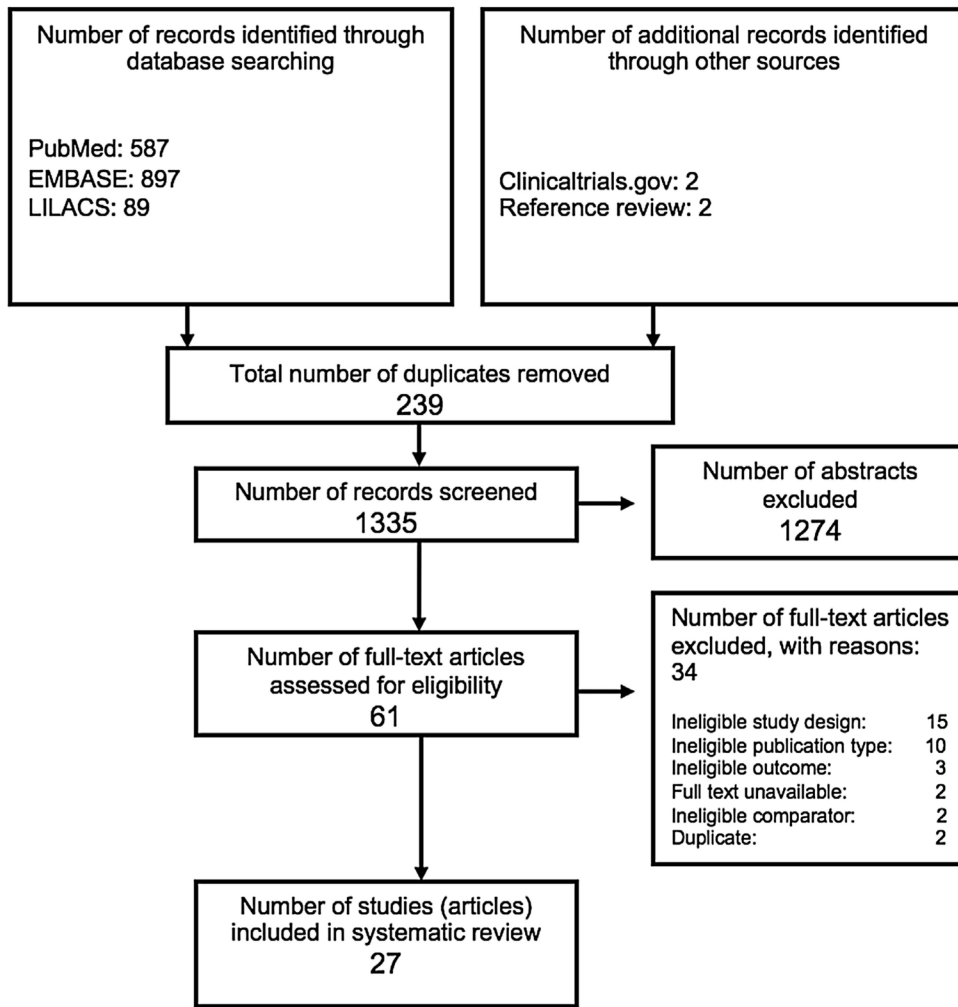 Number of records identified through
database searching
PubMed: 587
EMBASE: 897
LILACS: 89
Number of additional records identified
through other sources
Clinicaltrials.gov: 2
Reference review: 2
Total number of duplicates removed
239
Number of records screened
1335
Number of abstracts
excluded
1274
Number of full-text articles
assessed for eligibility
61
Number of full-text articles
excluded, with reasons:
34
Ineligible study design: 15
Ineligible publication type: 10
Ineligible outcome: 3
Full text unavailable: 2
Ineligible comparator: 2
Duplicate: 2
Number of studies (articles)
included in systematic review
27